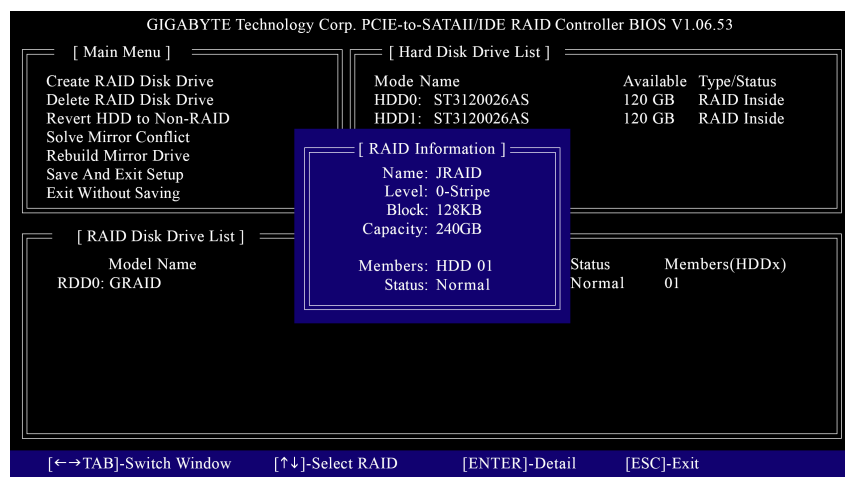 GIGABYTE Technology Corp. PCIE-to-SATAII/IDE RAID Controller BIOS V1.06.53
[ Main Menu ]
Create RAID Disk Drive
Delete RAID Disk Drive
Revert HDD to Non-RAID
Solve Mirror Conflict
Rebuild Mirror Drive
Save And Exit Setup
Exit Without Saving
[ Hard Disk Drive List ]
Mode Name Available Type/Status
HDD0: ST3120026AS 120 GB RAID Inside
HDD1: ST3120026AS 120 GB RAID Inside
[ RAID Information ]
Name: JRAID
Level: 0-Stripe
Block: 128KB
Capacity: 240GB
Members: HDD 01
Status: Normal
[ RAID Disk Drive List ]
Model Name Status Members(HDDx)
RDD0: GRAID Normal 01
[←→TAB]-Switch Window [↑↓]-Select RAID [ENTER]-Detail [ESC]-Exit